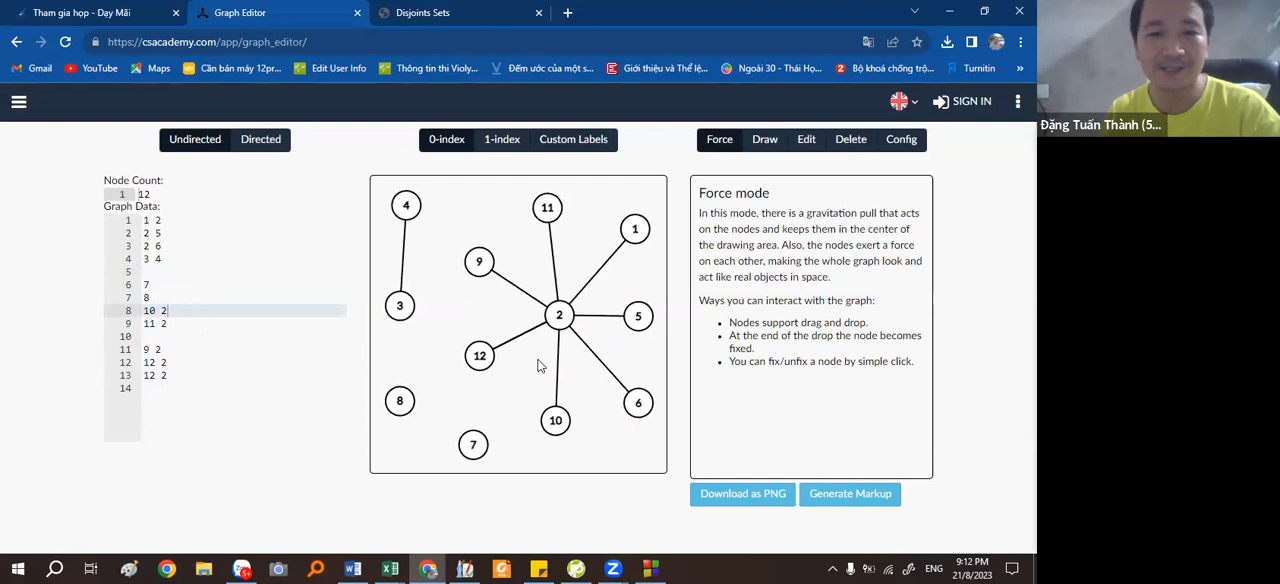 Tham gia họp - Dạy Mãi
Graph Editor
Disjoints Sets
https://csacademy.com/app/graph_editor/
Gmail
YouTube
Maps
Cần bán máy 12pr...
Edit User Info
Thông tin thi Violy...
Đếm ước của một s...
Giới thiệu và Thể lệ...
Ngoài 30 - Thái Họ...
Bộ khoá chống trộ...
Turnitin
»
SIGN IN
Undirected
Directed
0-index
1-index
Custom Labels
Force
Draw
Edit
Delete
Config
Node Count:
1 12
Graph Data:
1 1 2
2 2 5
3 2 6
4 3 4
5
6 7
7 8
8 10 2
9 11 2
10
11 9 2
12 12 2
13 12 2
14
4
11
1
9
3
2
5
12
8
6
10
7
Force mode
In this mode, there is a gravitation pull that acts
on the nodes and keeps them in the center of
the drawing area. Also, the nodes exert a force
on each other, making the whole graph look and
act like real objects in space.
Ways you can interact with the graph:
Nodes support drag and drop.
At the end of the drop the node becomes
fixed.
You can fix/unfix a node by simple click.
Download as PNG
Generate Markup
Đặng Tuấn Thành (5...
ENG
9:12 PM
21/8/2023